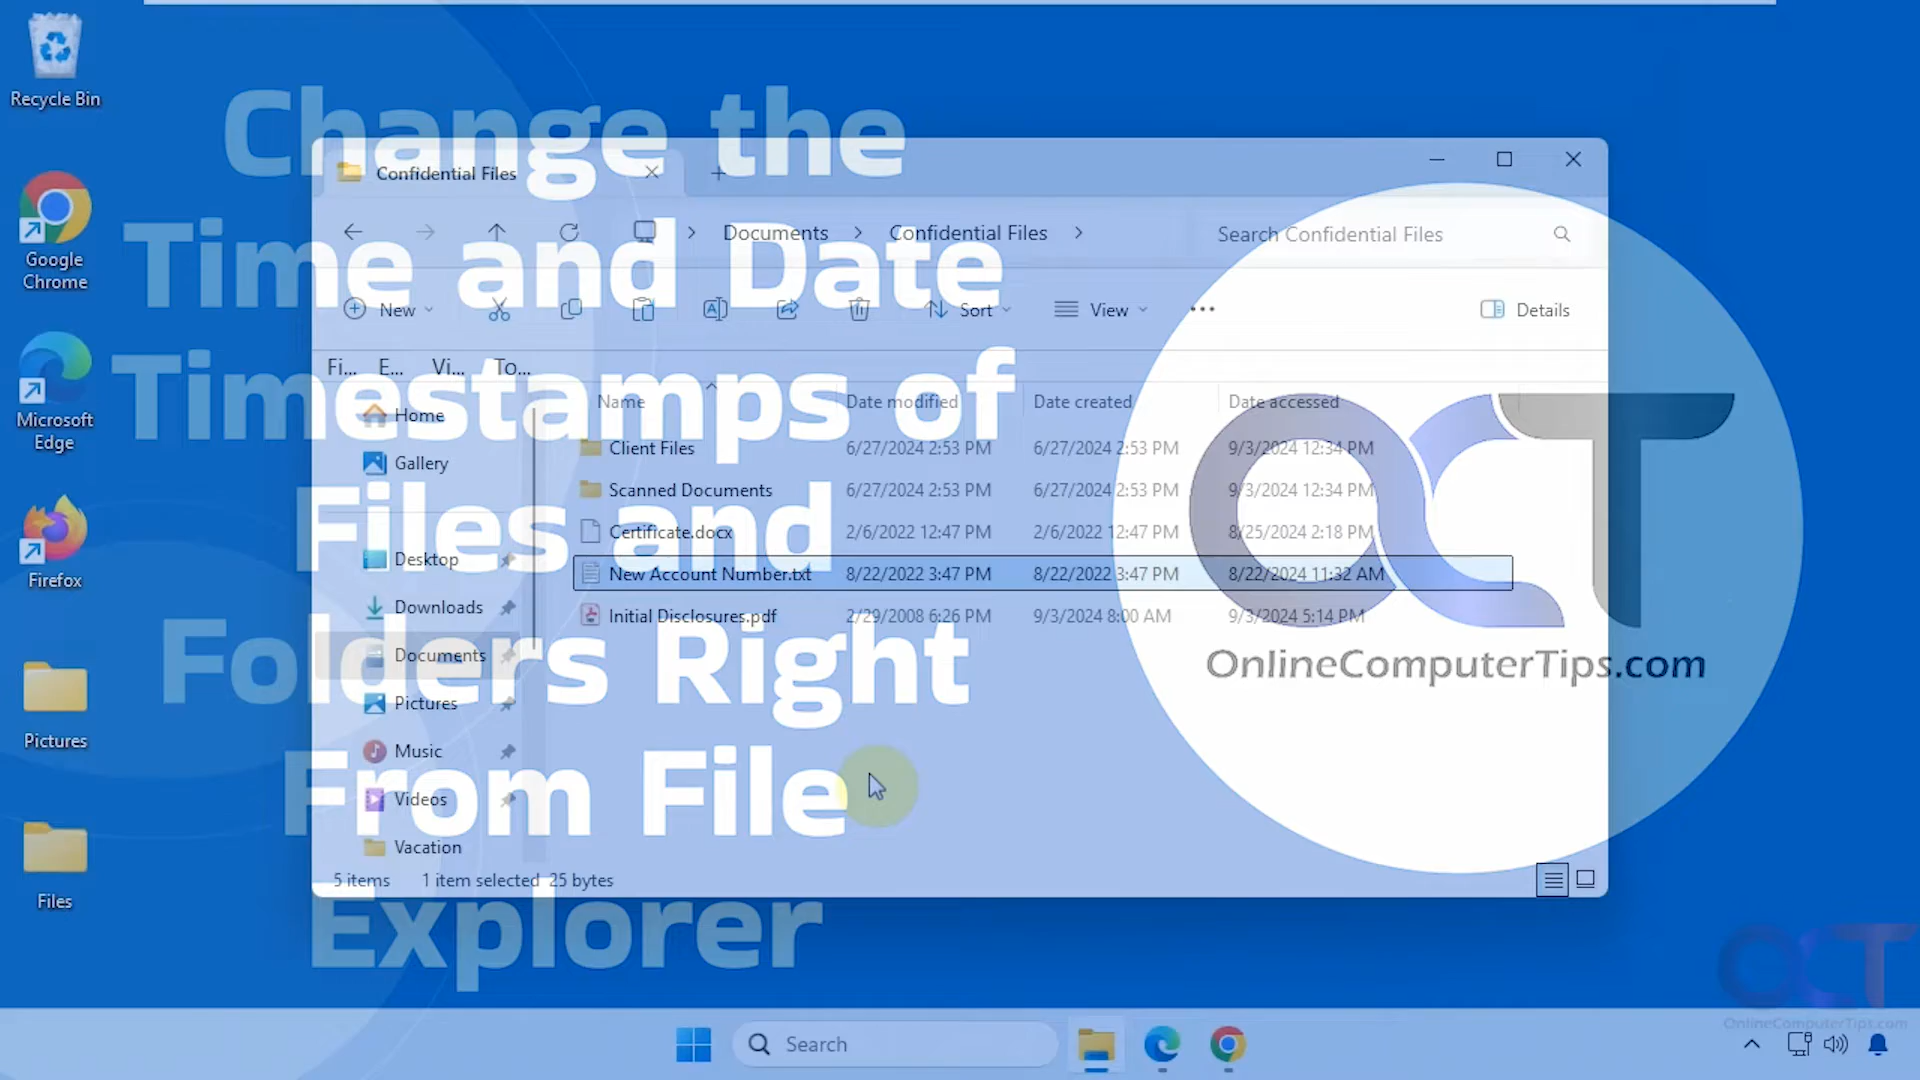 Recycle Bin
Google
Chrome
Microsoft
Edge
Firefox
Pictures
Files
Change the
Time and Date
Timestamps of
Files and
Folders Right
From File
Explorer
Confidential Files
Documents
Confidential Files
Search Confidential Files
New
Sort
View
Details
Fi... E... Vi... To...
Home
Gallery
Desktop
Downloads
Documents
Pictures
Music
Videos
Vacation
Name Date modified Date created Date accessed
Client Files 6/27/2024 2:53 PM 6/27/2024 2:53 PM 9/3/2024 12:34 PM
Scanned Documents 6/27/2024 2:53 PM 6/27/2024 2:53 PM 9/3/2024 12:34 PM
Certificate.docx 2/6/2022 12:47 PM 2/6/2022 12:47 PM 8/25/2024 2:18 PM
New Account Number.txt 8/22/2022 3:47 PM 8/22/2022 3:47 PM 8/22/2024 11:32 AM
Initial Disclosures.pdf 2/29/2008 6:26 PM 9/3/2024 8:00 AM 9/3/2024 5:14 PM
5 items 1 item selected 25 bytes
OCT
OnlineComputerTips.com
OCT
OnlineComputerTips.com
Search